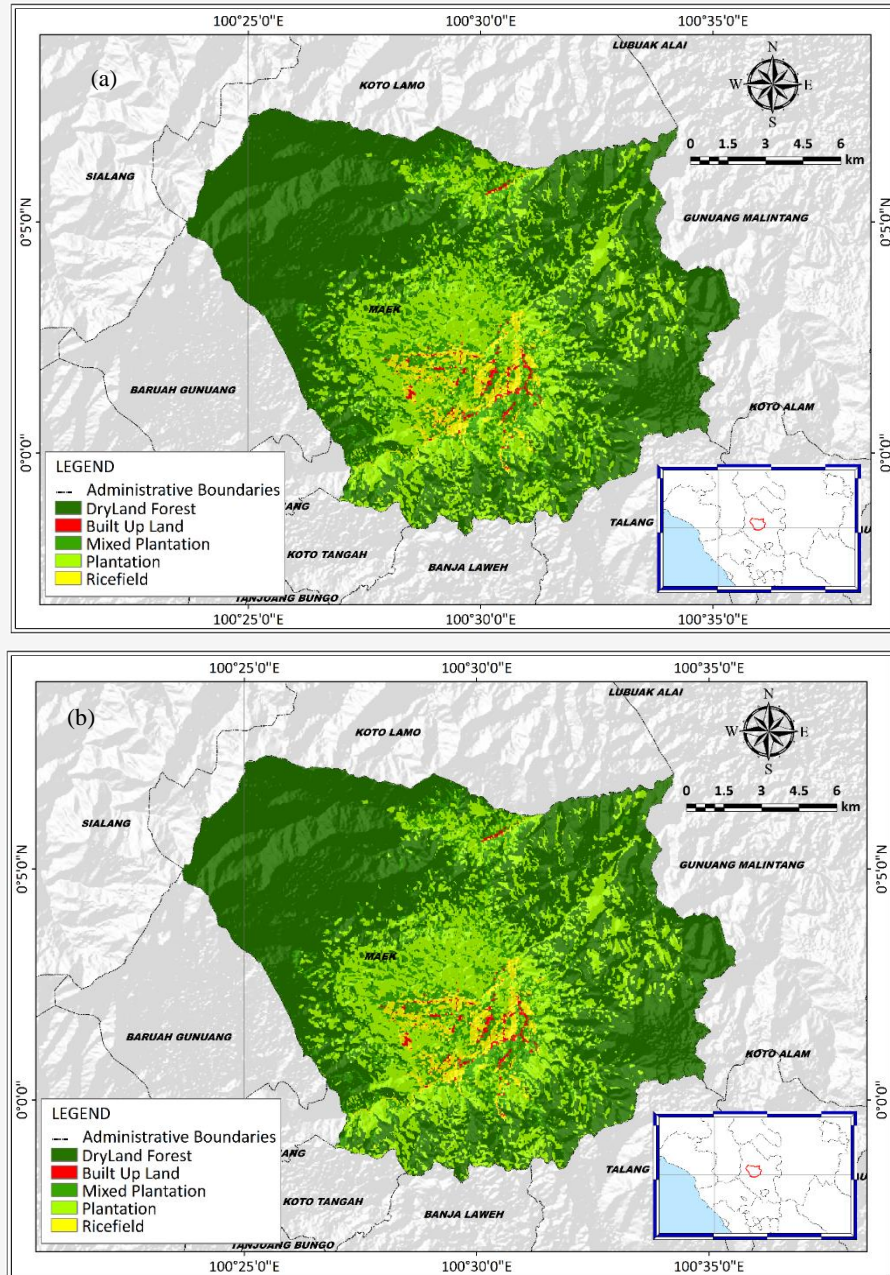 100°25'0"E 100°30'0"E 100°35'0"E
(a)
LUBUAK ALAI
KOTO LAMO
N
W E
S
0 1.5 3 4.5 6
km
SIALANG
0°5'0"N
0°5'0"N
GUNUANG MALINTANG
MAEK
BARUAH GUNUANG
KOTO ALAM
0°0'0"
0°0'0"
LEGEND
Administrative Boundaries
DryLand Forest
Built Up Land
Mixed Plantation
Plantation
Ricefield
ANG
KOTO TANGAH
TALANG
BANJA LAWEH
TANJUANG BUNGO
100°25'0"E 100°30'0"E 100°35'0"E
100°25'0"E 100°30'0"E 100°35'0"E
(b)
LUBUAK ALAI
KOTO LAMO
N
W E
S
0 1.5 3 4.5 6
km
SIALANG
0°5'0"N
0°5'0"N
GUNUANG MALINTANG
MAEK
BARUAH GUNUANG
KOTO ALAM
0°0'0"
0°0'0"
LEGEND
Administrative Boundaries
DryLand Forest
Built Up Land
Mixed Plantation
Plantation
Ricefield
ANG
KOTO TANGAH
TALANG
BANJA LAWEH
TANJUANG BUNGO
100°25'0"E 100°30'0"E 100°35'0"E